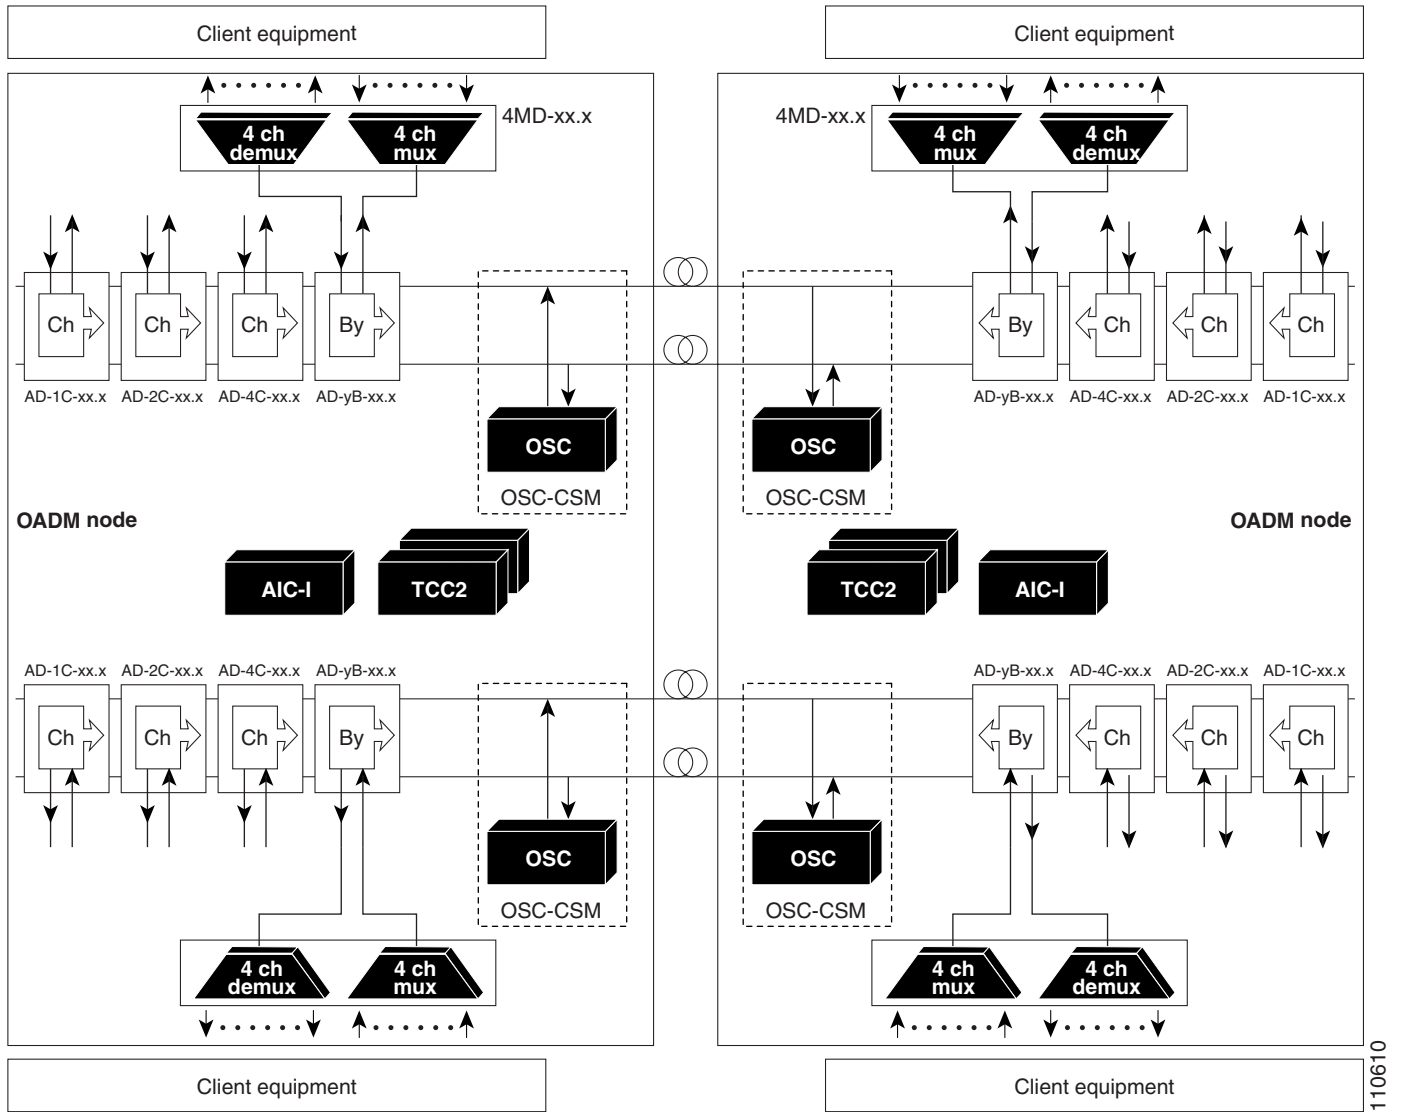 Client equipment
Client equipment
4 ch
demux
4 ch
mux
4MD-xx.x
4MD-xx.x
4 ch
mux
4 ch
demux
Ch
Ch
Ch
By
By
Ch
Ch
Ch
AD-1C-xx.x
AD-2C-xx.x
AD-4C-xx.x
AD-yB-xx.x
AD-yB-xx.x
AD-4C-xx.x
AD-2C-xx.x
AD-1C-xx.x
OSC
OSC
OSC-CSM
OSC-CSM
OADM node
OADM node
AIC-I
TCC2
TCC2
AIC-I
AD-1C-xx.x
AD-2C-xx.x
AD-4C-xx.x
AD-yB-xx.x
AD-yB-xx.x
AD-4C-xx.x
AD-2C-xx.x
AD-1C-xx.x
Ch
Ch
Ch
By
By
Ch
Ch
Ch
OSC
OSC
OSC-CSM
OSC-CSM
4 ch
demux
4 ch
mux
4 ch
mux
4 ch
demux
Client equipment
Client equipment
110610